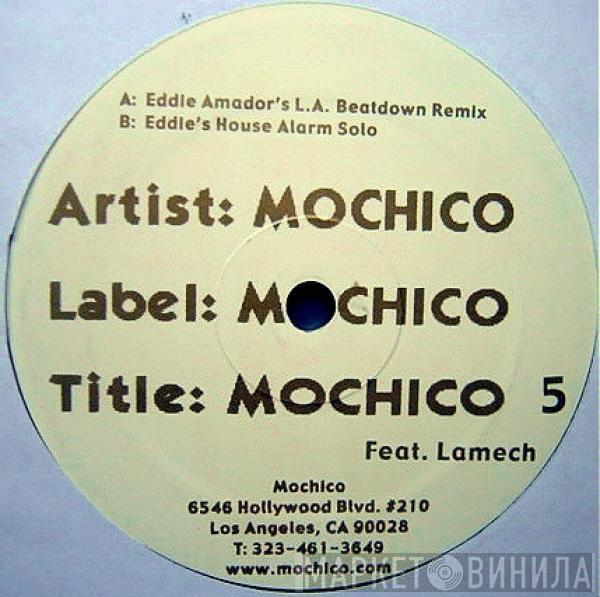 A: Eddie Amador's L.A. Beatdown Remix
B: Eddie's House Alarm Solo
Artist: MOCHICO
Label: MOCHICO
Title: MOCHICO 5
Feat. Lamech
Mochico
6546 Hollywood Blvd. #210
Los Angeles, CA 90028
T: 323-461-3649
www.mochico.com
МАРКЕТ ВИНИЛА